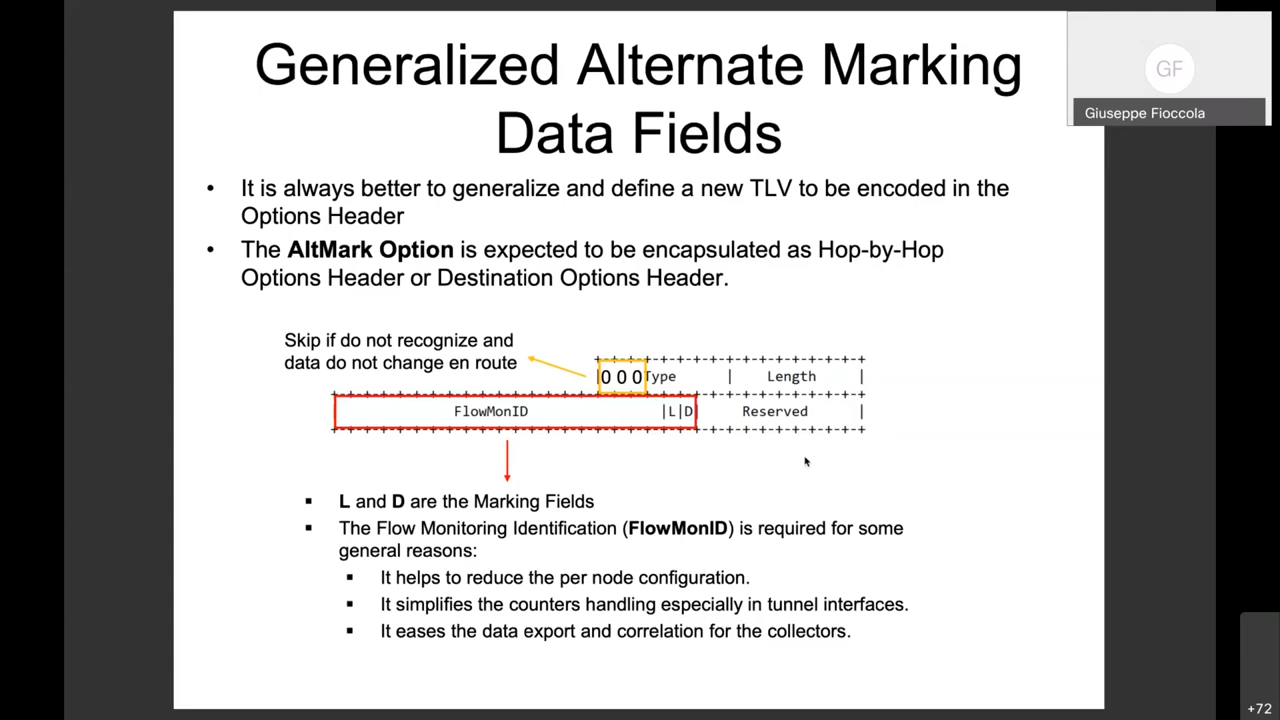 Generalized Alternate Marking
Data Fields
GF
Giuseppe Fioccola
• It is always better to generalize and define a new TLV to be encoded in the
Options Header
• The AltMark Option is expected to be encapsulated as Hop-by-Hop
Options Header or Destination Options Header.
Skip if do not recognize and
data do not change en route
+-+-+-+-+-+-+-+-+-+-+-+-+-+-+-+-+
|0 0 0 Type | Length |
+-+-+-+-+-+-+-+-+-+-+-+-+-+-+-+-+-+-+-+-+-+-+-+-+-+-+-+-+-+-+-+-+
| FlowMonID |L|D| Reserved |
+-+-+-+-+-+-+-+-+-+-+-+-+-+-+-+-+-+-+-+-+-+-+-+-+-+-+-+-+-+-+-+-+
▪ L and D are the Marking Fields
▪ The Flow Monitoring Identification (FlowMonID) is required for some
general reasons:
▪ It helps to reduce the per node configuration.
▪ It simplifies the counters handling especially in tunnel interfaces.
▪ It eases the data export and correlation for the collectors.
+72